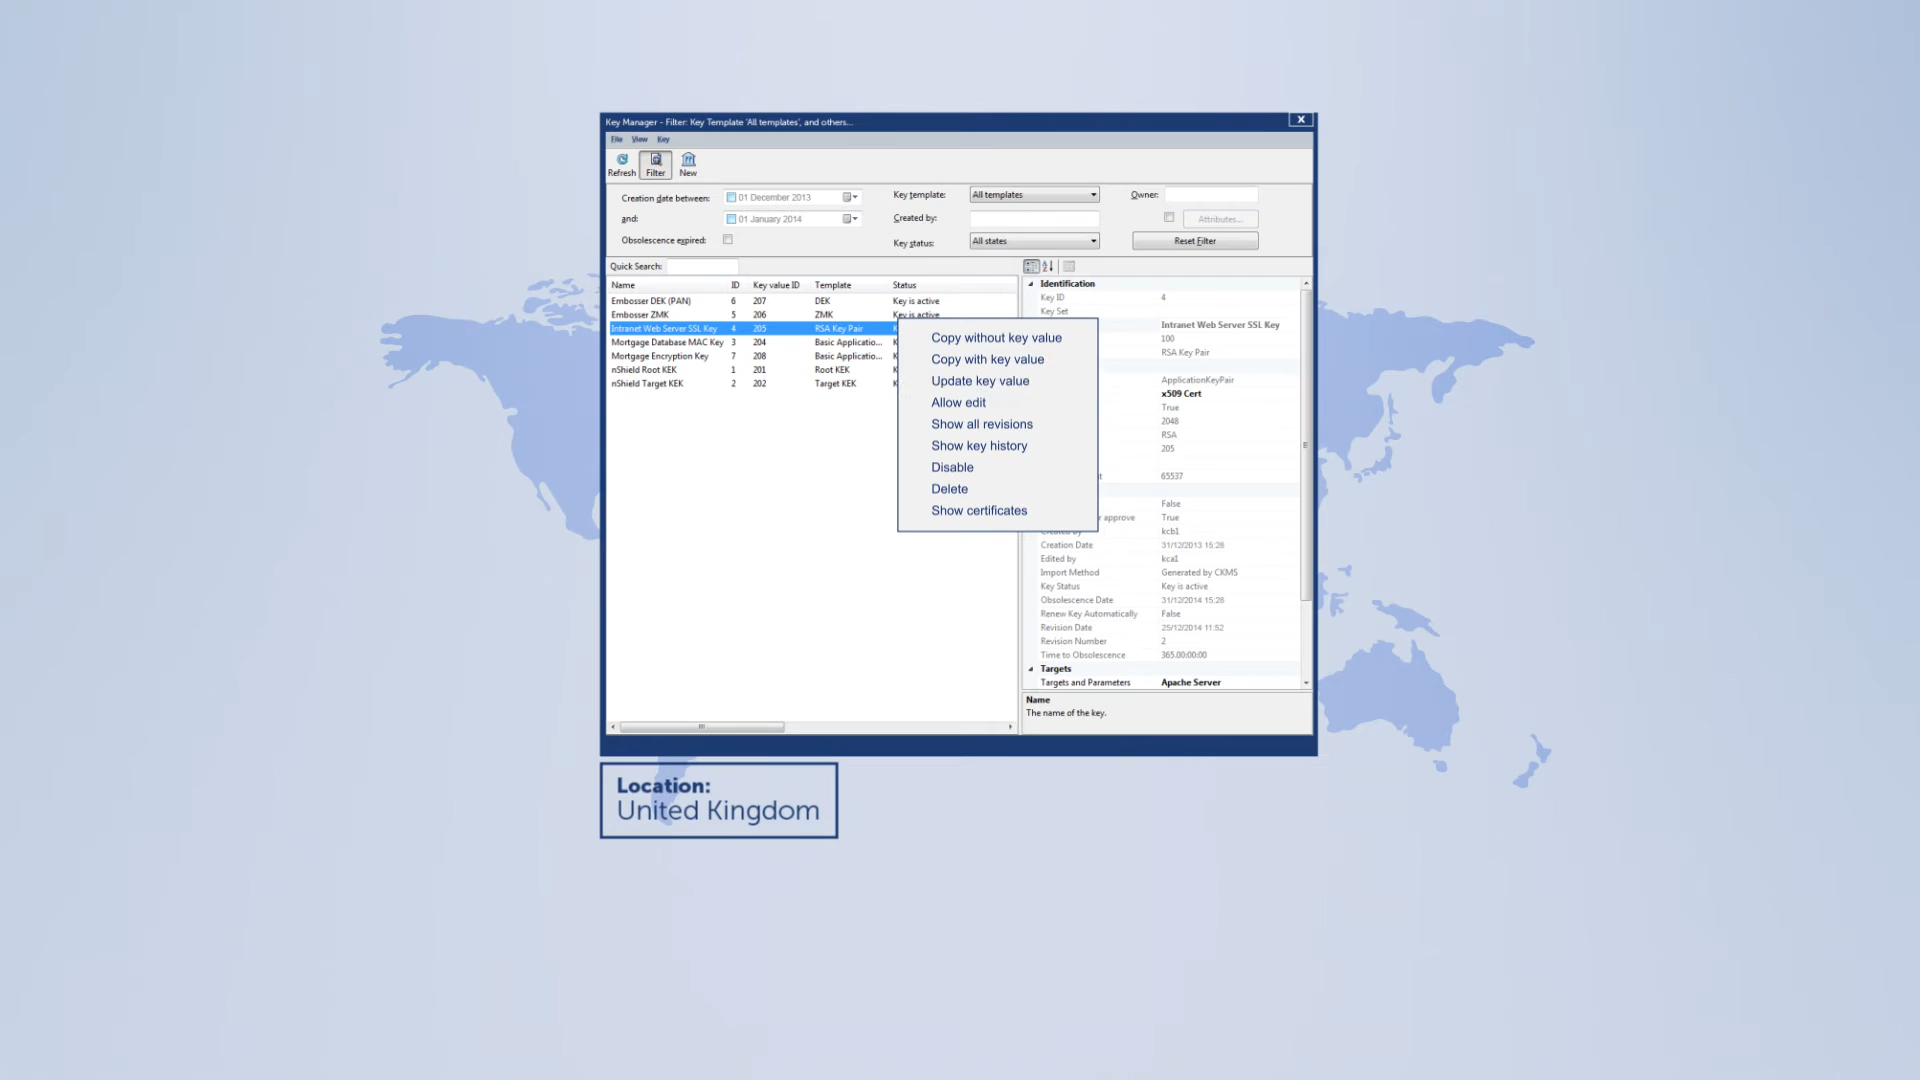 Key Manager - Filter: Key Template 'All templates', and others...
X
File View Key
Refresh Filter New
Creation date between: 01 December 2013 Key template: All templates Owner:
and: 01 January 2014 Created by: Attributes...
Obsolescence expired: Key status: All states Reset Filter
Quick Search:
Name ID Key value ID Template Status
Embosser DEK (PAN) 6 207 DEK Key is active
Embosser ZMK 5 206 ZMK Key is active
Intranet Web Server SSL Key 4 205 RSA Key Pair K
Mortgage Database MAC Key 3 204 Basic Applicatio... K
Mortgage Encryption Key 7 208 Basic Applicatio... K
nShield Root KEK 1 201 Root KEK K
nShield Target KEK 2 202 Target KEK K
Copy without key value
Copy with key value
Update key value
Allow edit
Show all revisions
Show key history
Disable
Delete
Show certificates
Identification
Key ID 4
Key Set
Intranet Web Server SSL Key
100
RSA Key Pair
ApplicationKeyPair
x509 Cert
True
2048
RSA
205
t 65537
False
r approve True
Created by kcb1
Creation Date 31/12/2013 15:26
Edited by kca1
Import Method Generated by CKMS
Key Status Key is active
Obsolescence Date 31/12/2014 15:26
Renew Key Automatically False
Revision Date 25/12/2014 11:52
Revision Number 2
Time to Obsolescence 365.00:00:00
Targets
Targets and Parameters Apache Server
Name
The name of the key.
Location:
United Kingdom